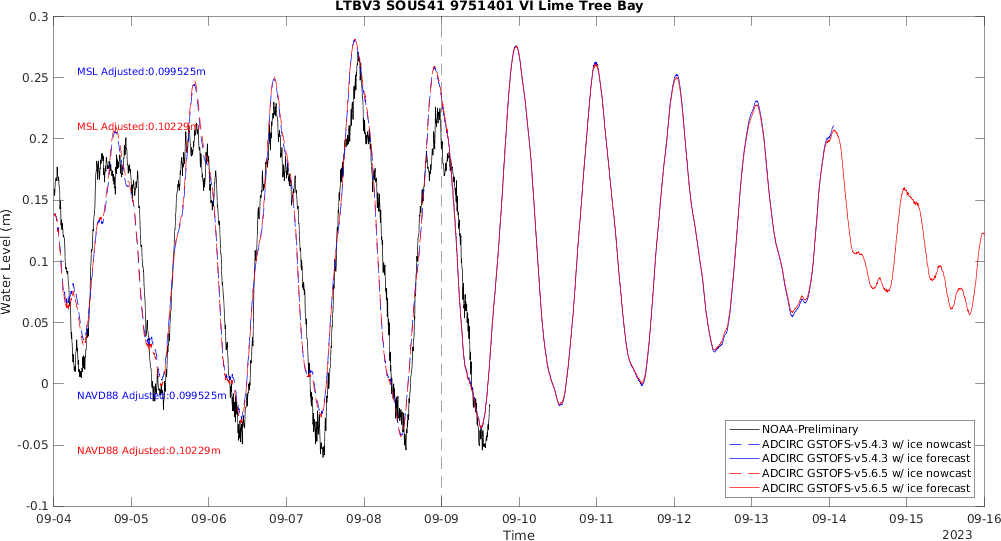 LTBV3 SOUS41 9751401 VI Lime Tree Bay
0.3
0.25
0.2
0.15
0.1
0.05
0
-0.05
-0.1
Water Level (m)
MSL Adjusted:0.099525m
MSL Adjusted:0.10229m
NAVD88 Adjusted:0.099525m
NAVD88 Adjusted:0.10229m
NOAA-Preliminary
ADCIRC GSTOFS-v5.4.3 w/ ice nowcast
ADCIRC GSTOFS-v5.4.3 w/ ice forecast
ADCIRC GSTOFS-v5.6.5 w/ ice nowcast
ADCIRC GSTOFS-v5.6.5 w/ ice forecast
09-04 09-05 09-06 09-07 09-08 09-09 09-10 09-11 09-12 09-13 09-14 09-15 09-16
Time
2023